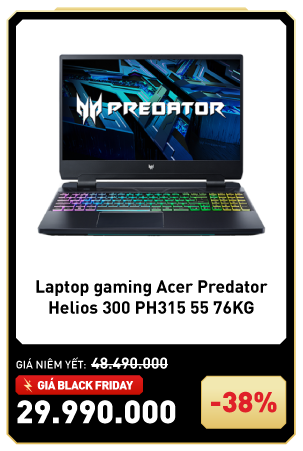 PREDATOR
Laptop gaming Acer Predator
Helios 300 PH315 55 76KG
GIÁ NIÊM YẾT: 48.490.000
GIÁ BLACK FRIDAY
29.990.000
-38%